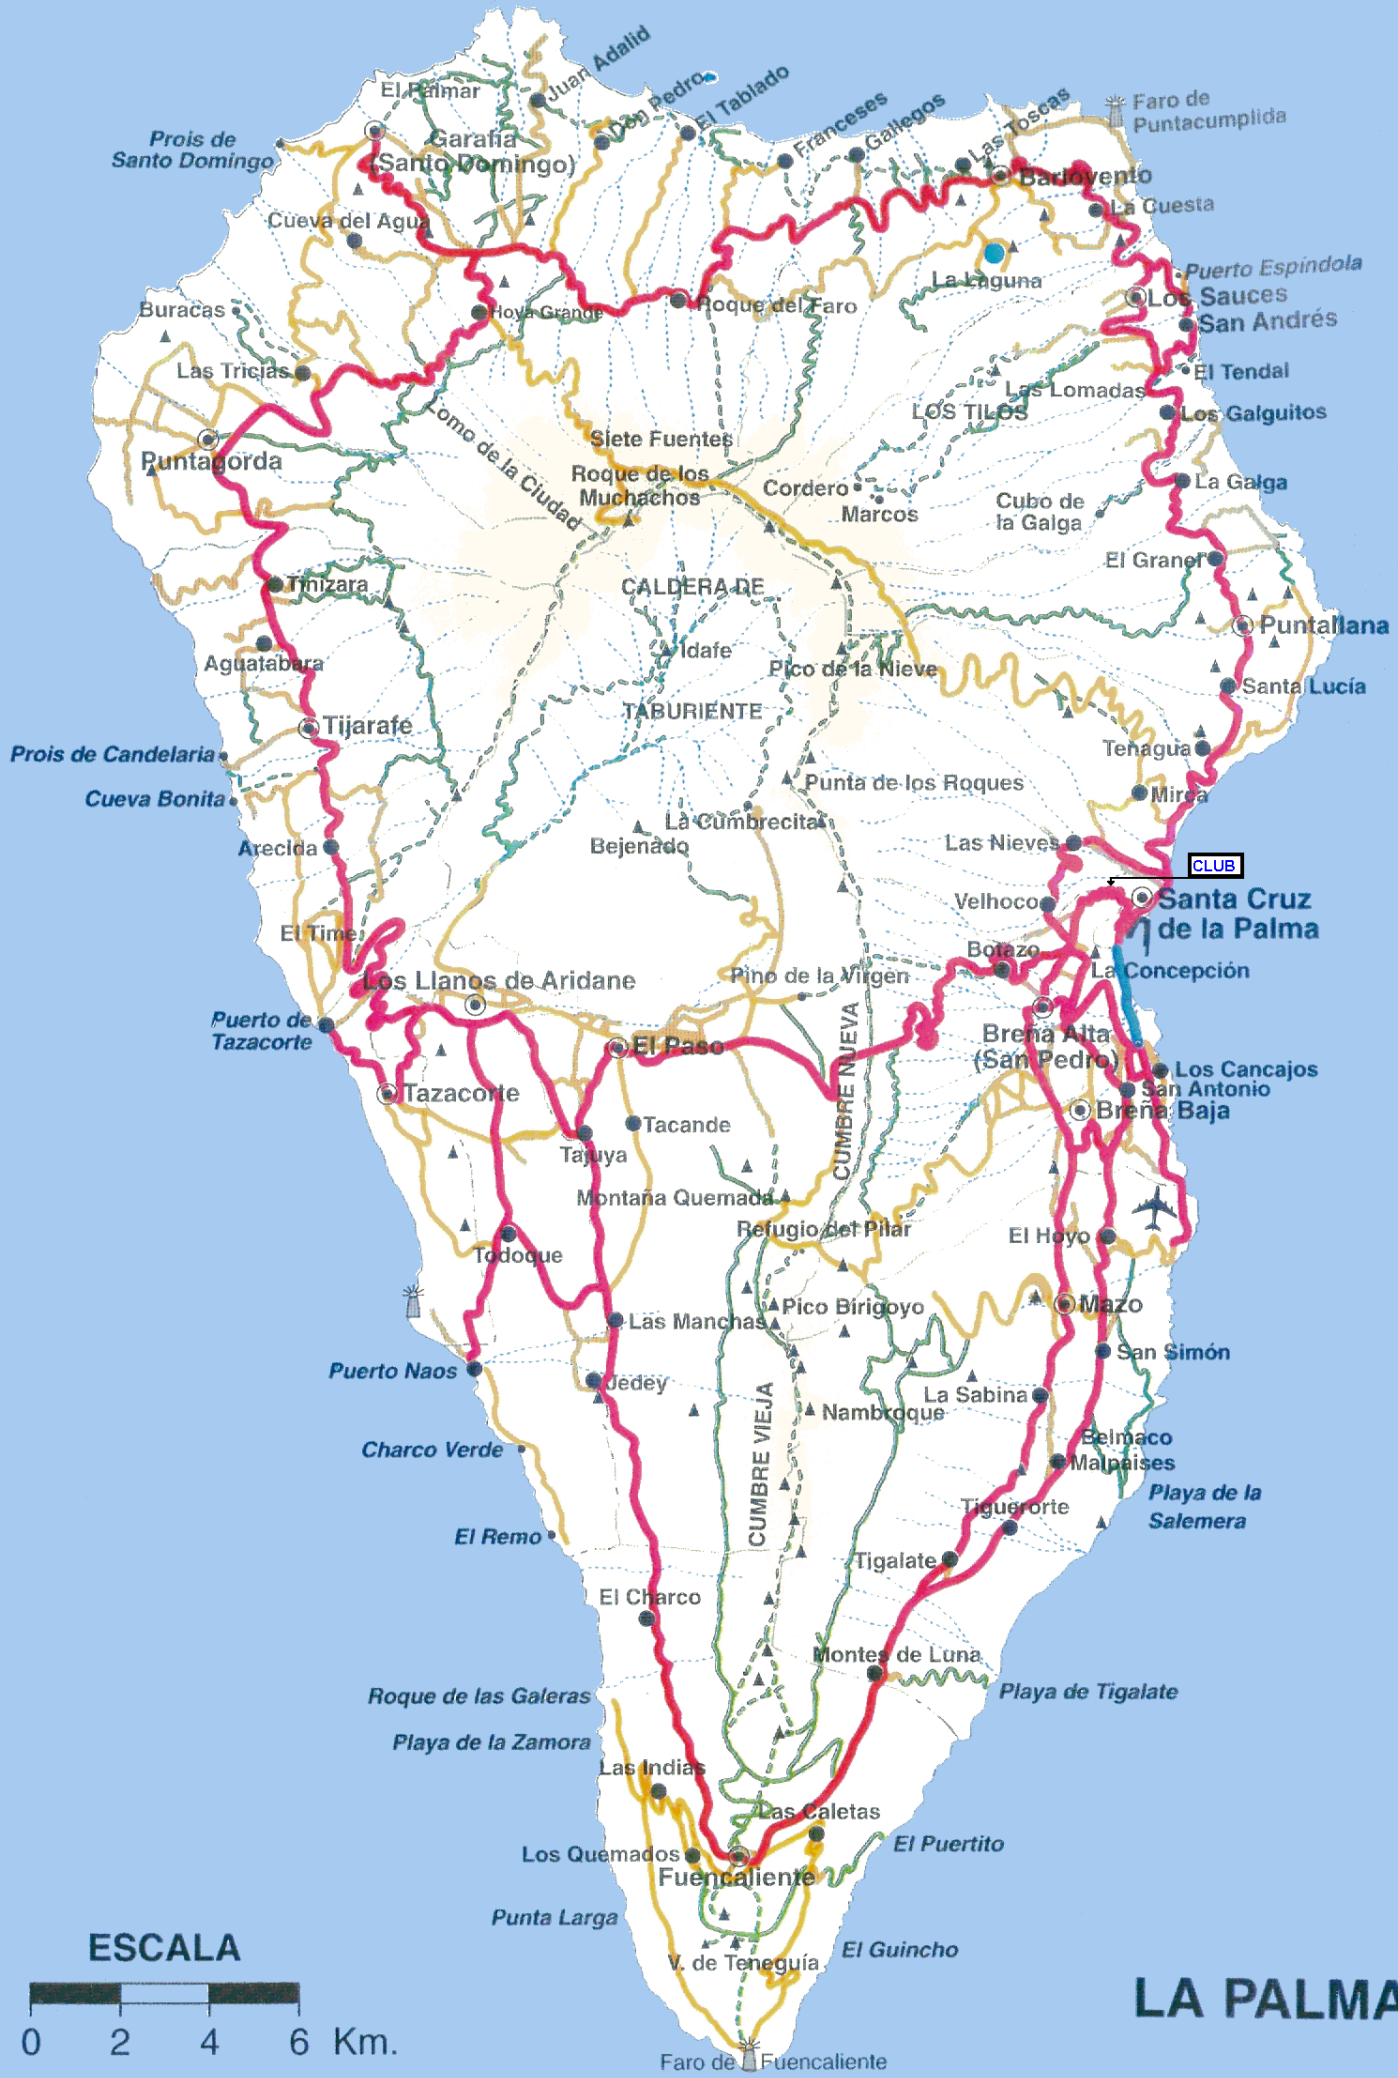 Juan Adalid
El Palmar
Don Pedro
El Tablado
Franceses
Gallegos
Las Toscas
Faro de
Puntacumplida
Prois de
Santo Domingo
Garafía
(Santo Domingo)
Barlovento
La Cuesta
Cueva del Agua
La Laguna
Puerto Espíndola
Los Sauces
San Andrés
Buracas
Hoya Grande
Roque del Faro
Las Tricias
El Tendal
Las Lomadas
LOS TILOS
Los Galguitos
Lomo de la Ciudad
Siete Fuentes
Puntagorda
Roque de los
Muchachos
Cordero
Marcos
Cubo de
la Galga
La Galga
El Granel
Tinizara
CALDERA DE
Puntallana
Aguatabara
Idafe
Pico de la Nieve
Santa Lucía
TABURIENTE
Tijarafe
Tenagua
Prois de Candelaria
Punta de los Roques
Mirca
Cueva Bonita
La Cumbrecita
Arecida
Bejenado
Las Nieves
CLUB
Velhoco
Santa Cruz
de la Palma
El Time
Botazo
La Concepción
Los Llanos de Aridane
Pino de la Virgen
Puerto de
Tazacorte
El Paso
CUMBRE NUEVA
Breña Alta
(San Pedro)
Los Cancajos
San Antonio
Tazacorte
Breña Baja
Tacande
Tajuya
Montaña Quemada
Refugio del Pilar
El Hoyo
Todoque
Pico Birigoyo
Mazo
Las Manchas
San Simón
Puerto Naos
Jedey
La Sabina
Nambroque
CUMBRE VIEJA
Charco Verde
Belmaco
Malpaises
Playa de la
Salemera
Tiguerorte
El Remo
Tigalate
El Charco
Montes de Luna
Roque de las Galeras
Playa de Tigalate
Playa de la Zamora
Las Indias
Las Caletas
El Puertito
Los Quemados
Fuencaliente
Punta Larga
El Guincho
V. de Teneguía
ESCALA
LA PALMA
0 2 4 6 Km.
Faro de Fuencaliente